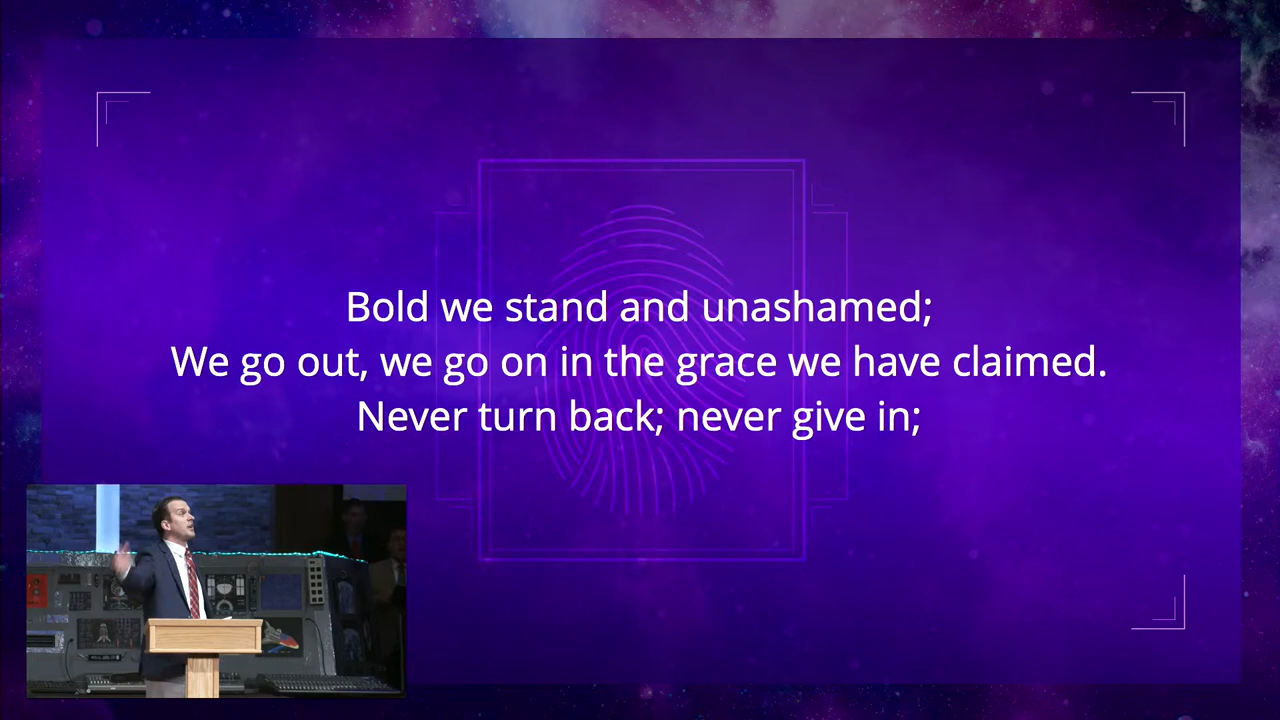 Bold we stand and unashamed;
We go out, we go on in the grace we have claimed.
Never turn back; never give in;